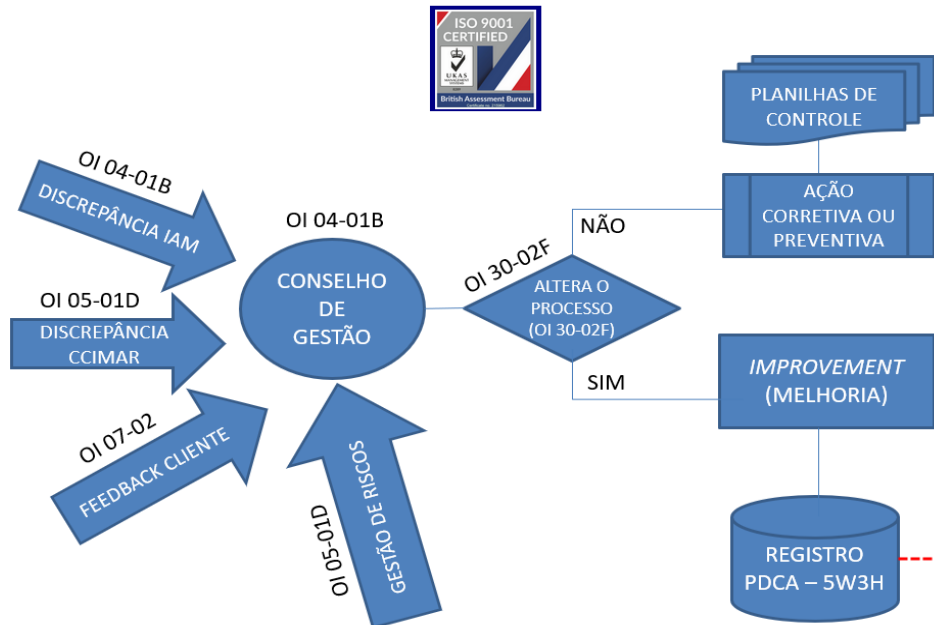 ISO 9001
CERTIFIED
UKAS
MANAGEMENT
SYSTEMS
British Assessment Bureau
PLANILHAS DE
CONTROLE
OI 04-01B
DISCREPÂNCIA IAM
OI 04-01B
NÃO
AÇÃO
CORRETIVA OU
PREVENTIVA
OI 05-01D
DISCREPÂNCIA
CCIMAR
CONSELHO
DE
GESTÃO
OI 30-02F
ALTERA O
PROCESSO
(OI 30-02F)
SIM
IMPROVEMENT
(MELHORIA)
OI 07-02
FEEDBACK CLIENTE
OI 05-01D
GESTÃO DE RISCOS
REGISTRO
PDCA – 5W3H